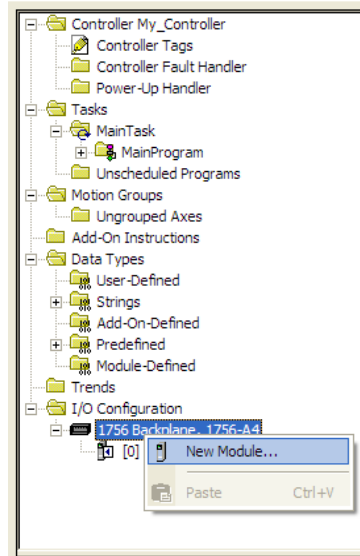 Controller My_Controller
Controller Tags
Controller Fault Handler
Power-Up Handler
Tasks
MainTask
MainProgram
Unscheduled Programs
Motion Groups
Ungrouped Axes
Add-On Instructions
Data Types
User-Defined
Strings
Add-On-Defined
Predefined
Module-Defined
Trends
I/O Configuration
1756 Backplane, 1756-A4
[0]
New Module...
Paste Ctrl+V